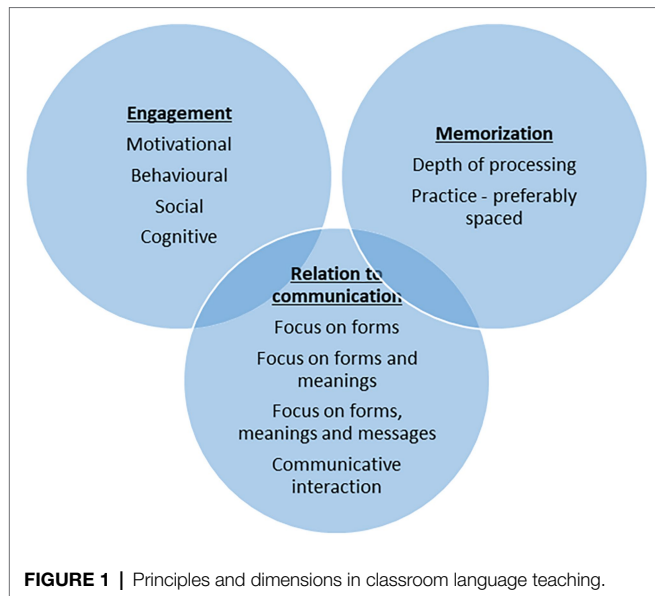 Engagement
Motivational
Behavioural
Social
Cognitive
Memorization
Depth of processing
Practice - preferably
spaced
Relation to
communication
Focus on forms
Focus on forms and
meanings
Focus on forms,
meanings and messages
Communicative
interaction
FIGURE 1 | Principles and dimensions in classroom language teaching.